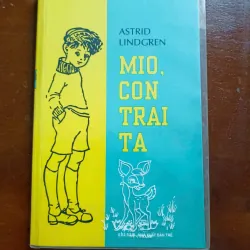 ASTRID
LINDGREN
MIO,
CON
TRAI
TA